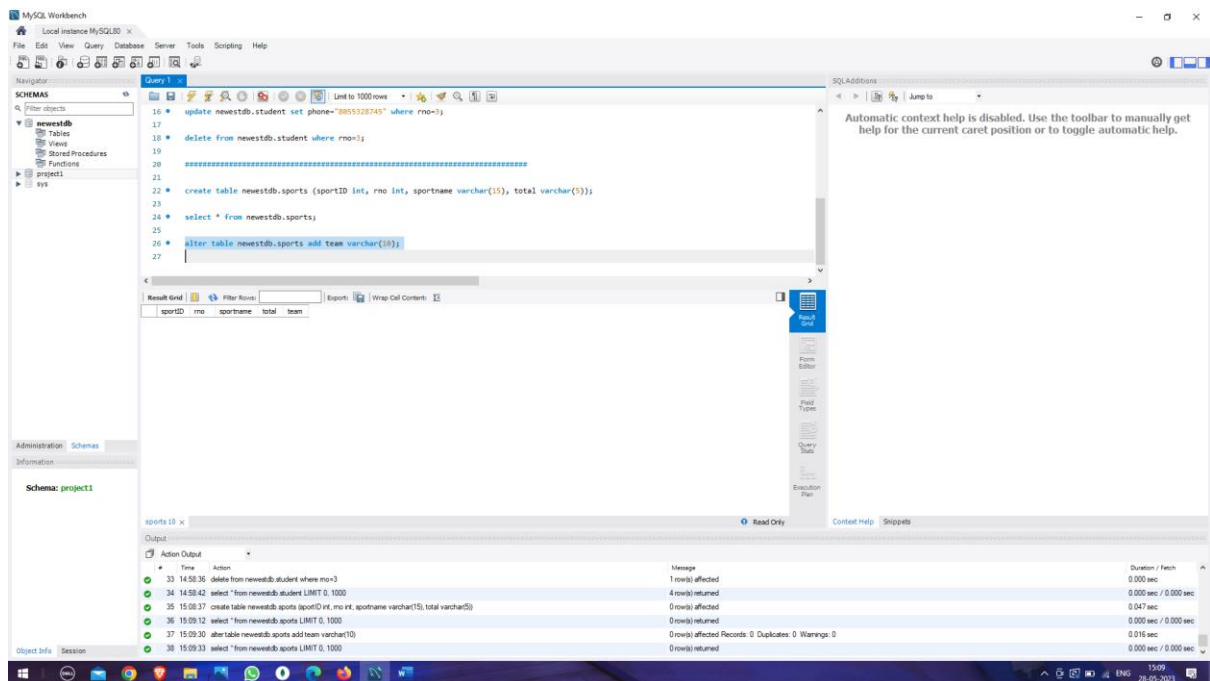 MySQL Workbench
Local instance MySQL80 ×
File Edit View Query Database Server Tools Scripting Help
Navigator
SCHEMAS
Filter objects
newestdb
Tables
Views
Stored Procedures
Functions
project1
sys
Administration Schemas
Information
Schema: project1
Object Info Session
Query 1 ×
Limit to 1000 rows
16 update newestdb.student set phone="8055328745" where rno=3;
17
18 delete from newestdb.student where rno=3;
19
20 ##############################################################################
21
22 create table newestdb.sports (sportID int, rno int, sportname varchar(15), total varchar(5));
23
24 select * from newestdb.sports;
25
26 alter table newestdb.sports add team varchar(10);
27
Result Grid Filter Rows: Export: Wrap Cell Content:
sportID rno sportname total team
Result Grid
Form Editor
Field Types
Query Stats
Execution Plan
sports 10 × Read Only
SQLAdditions
Jump to
Automatic context help is disabled. Use the toolbar to manually get
help for the current caret position or to toggle automatic help.
Context Help Snippets
Output
Action Output
# Time Action Message Duration / Fetch
33 14:58:36 delete from newestdb.student where rno=3 1 row(s) affected 0.000 sec
34 14:58:42 select * from newestdb.student LIMIT 0, 1000 4 row(s) returned 0.000 sec / 0.000 sec
35 15:08:37 create table newestdb.sports (sportID int, rno int, sportname varchar(15), total varchar(5)) 0 row(s) affected 0.047 sec
36 15:09:12 select * from newestdb.sports LIMIT 0, 1000 0 row(s) returned 0.000 sec / 0.000 sec
37 15:09:30 alter table newestdb.sports add team varchar(10) 0 row(s) affected Records: 0 Duplicates: 0 Warnings: 0 0.016 sec
38 15:09:33 select * from newestdb.sports LIMIT 0, 1000 0 row(s) returned 0.000 sec / 0.000 sec
ENG 15:09
28-05-2023